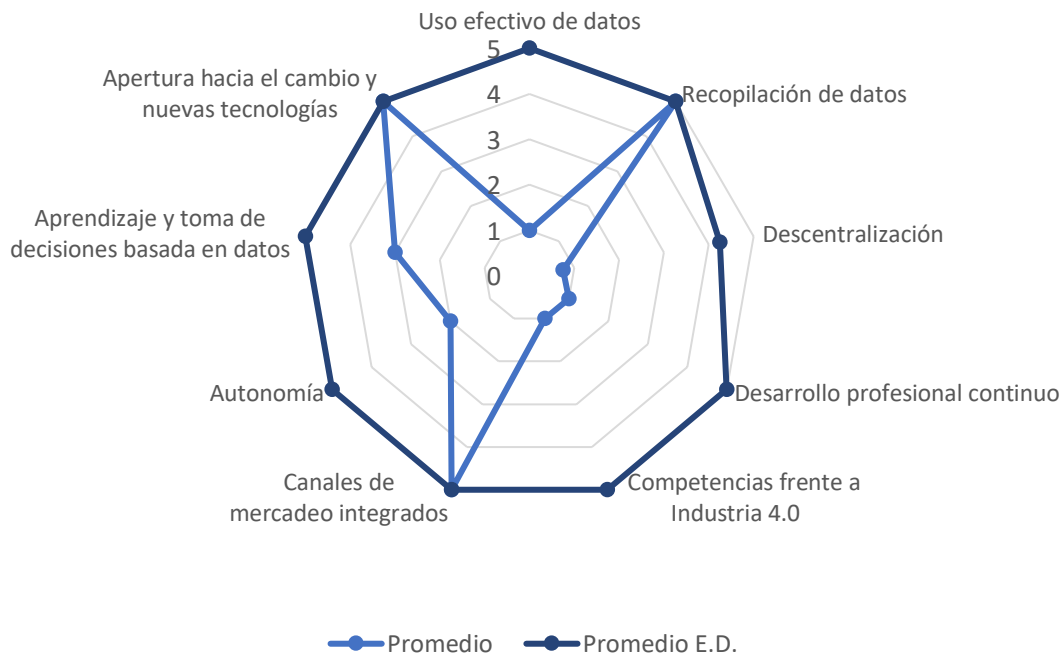 Uso efectivo de datos
5
4
3
2
1
0
Recopilación de datos
Descentralización
Desarrollo profesional continuo
Competencias frente a
Industria 4.0
Canales de
mercadeo integrados
Autonomía
Aprendizaje y toma de
decisiones basada en datos
Apertura hacia el cambio y
nuevas tecnologías
Promedio
Promedio E.D.